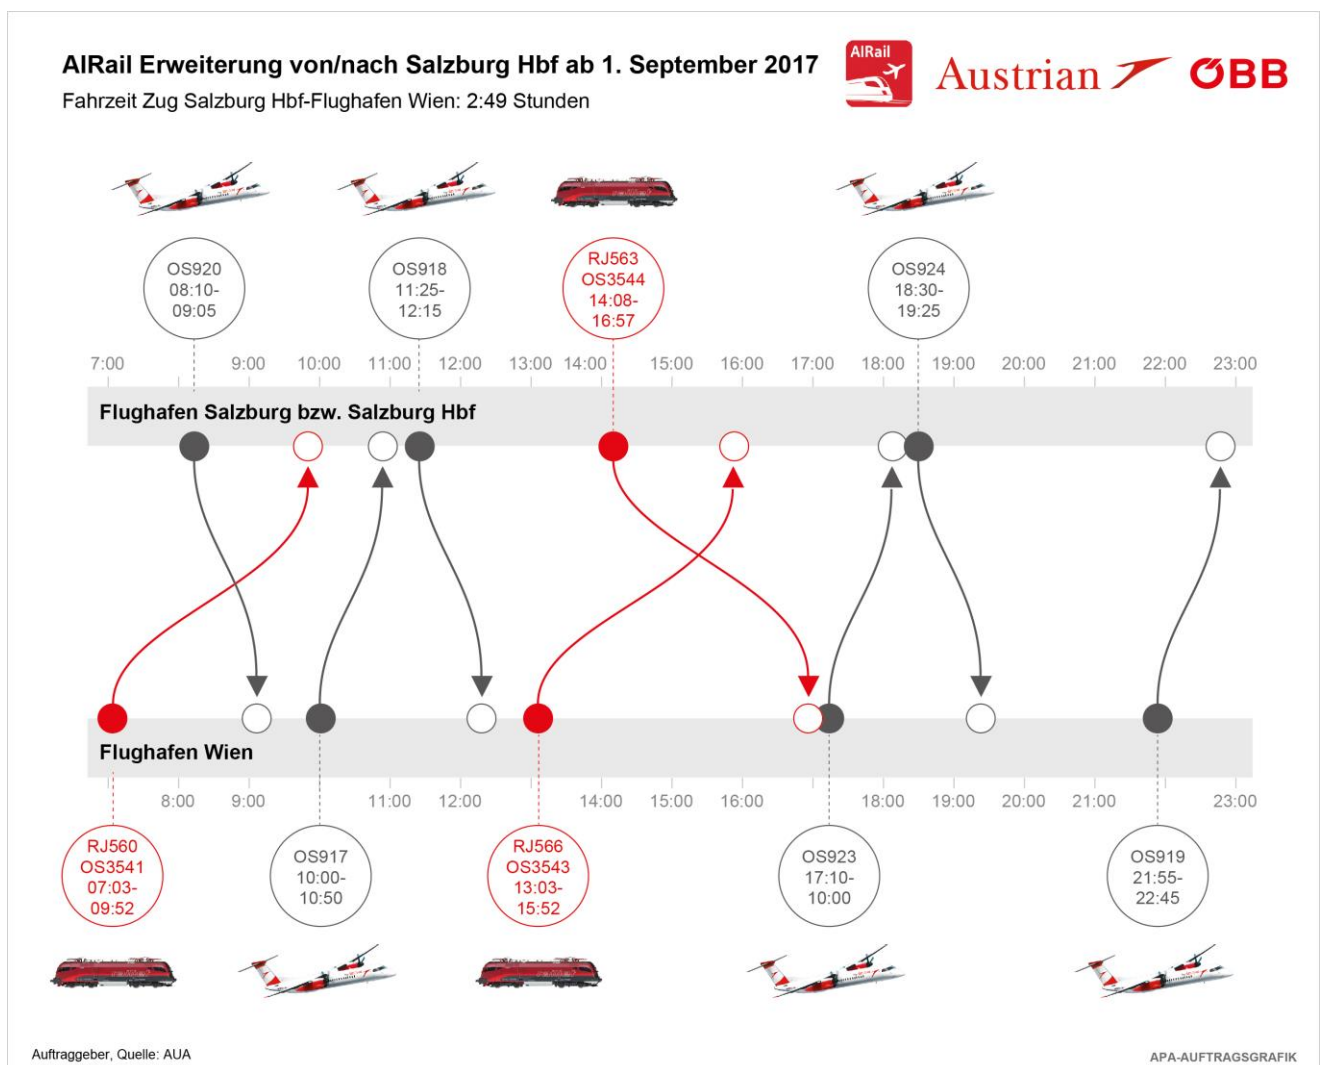 AIRail Erweiterung von/nach Salzburg Hbf ab 1. September 2017
Fahrzeit Zug Salzburg Hbf-Flughafen Wien: 2:49 Stunden
AIRail
Austrian
ÖBB
OS920
08:10-
09:05
OS918
11:25-
12:15
RJ563
OS3544
14:08-
16:57
OS924
18:30-
19:25
7:00 9:00 10:00 11:00 12:00 13:00 14:00 15:00 16:00 17:00 18:00 19:00 20:00 21:00 22:00 23:00
Flughafen Salzburg bzw. Salzburg Hbf
Flughafen Wien
8:00 9:00 11:00 12:00 14:00 15:00 16:00 18:00 19:00 20:00 21:00 23:00
RJ560
OS3541
07:03-
09:52
OS917
10:00-
10:50
RJ566
OS3543
13:03-
15:52
OS923
17:10-
10:00
OS919
21:55-
22:45
Auftraggeber, Quelle: AUA
APA-AUFTRAGSGRAFIK